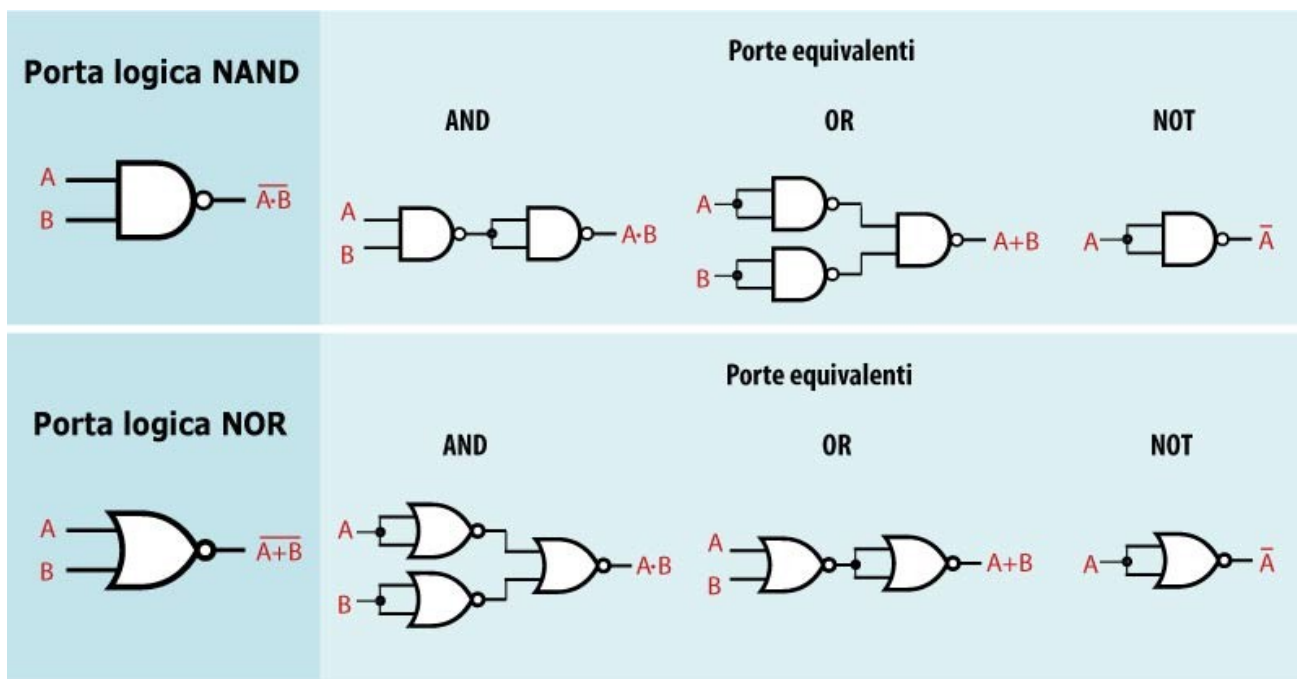 Porta logica NAND
A
B
A̅·̅B̅
Porte equivalenti
AND
A
B
A·B
OR
A
B
A+B
NOT
A
A̅
Porta logica NOR
A
B
A̅+̅B̅
Porte equivalenti
AND
A
B
A·B
OR
A
B
A+B
NOT
A
A̅